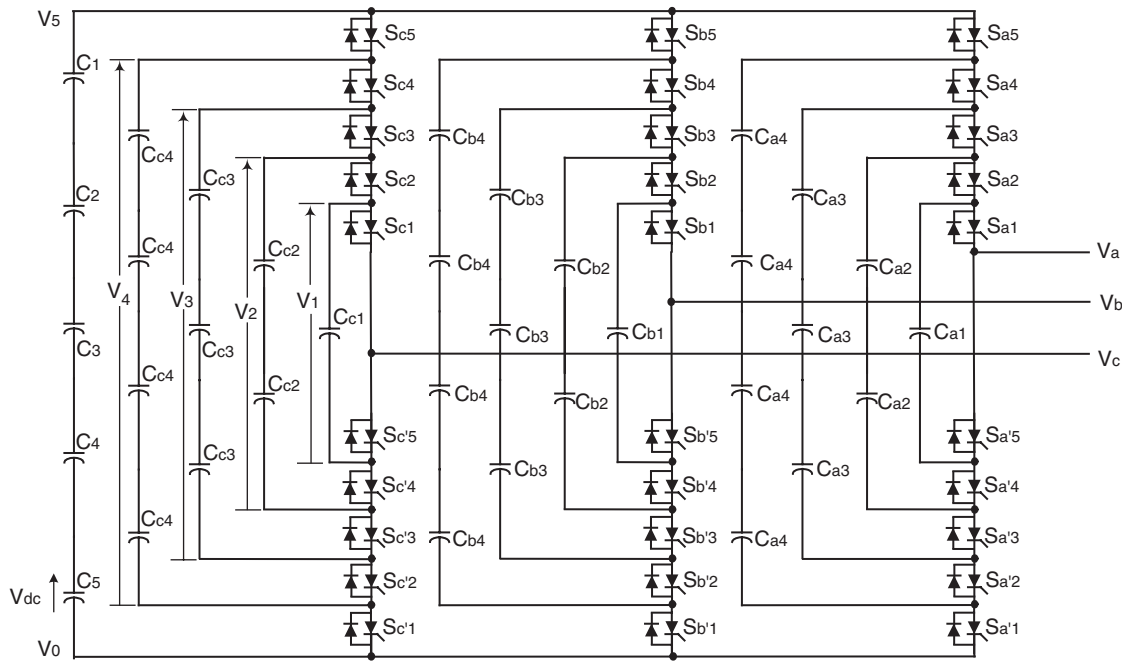 V5 Sc5 Sb5 Sa5
C1 Sc4 Sb4 Sa4
Cc4 Sc3 Cb4 Sb3 Ca4 Sa3
Cc3 Sc2 Cb3 Sb2 Ca3 Sa2
C2 Sc1 Sb1 Sa1
Cc4 Cc2 Cb4 Cb2 Ca4 Ca2 Va
V4 V3 V2 V1 Vb
Cc1 Cb1 Ca1
C3 Cc3 Cb3 Ca3
Vc
Cc4 Cc2 Cb4 Cb2 Ca4 Ca2
C4 Sc'5 Sb'5 Sa'5
Cc3 Cb3 Ca3
Sc'4 Sb'4 Sa'4
Cc4 Sc'3 Cb4 Sb'3 Ca4 Sa'3
C5 Sc'2 Sb'2 Sa'2
Vdc
Sc'1 Sb'1 Sa'1
V0